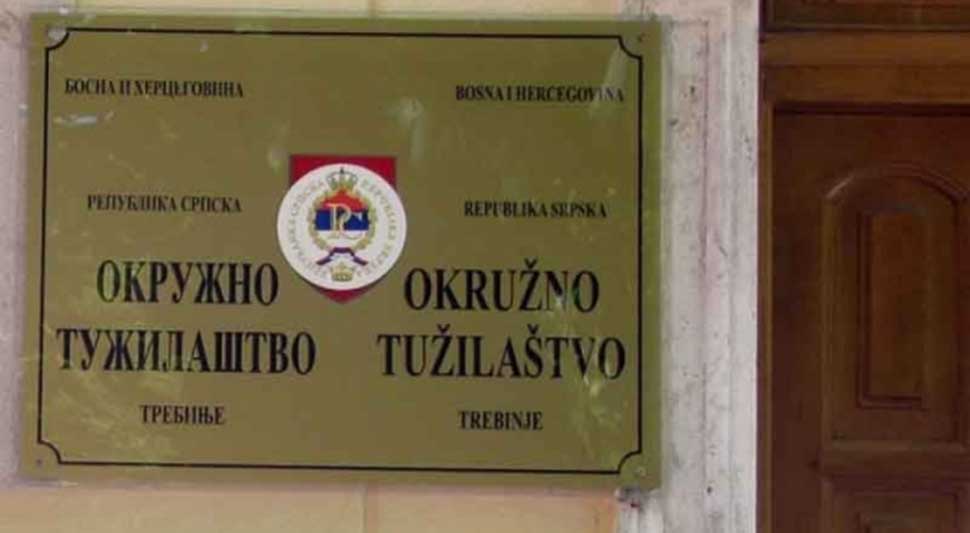 БОСНА И ХЕРЦЕГОВИНА
РЕПУБЛИКА СРПСКА
ОКРУЖНО
ТУЖИЛАШТВО
ТРЕБИЊЕ
BOSNA I HERCEGOVINA
REPUBLIKA SRPSKA
OKRUŽNO
TUŽILAŠTVO
TREBINJE